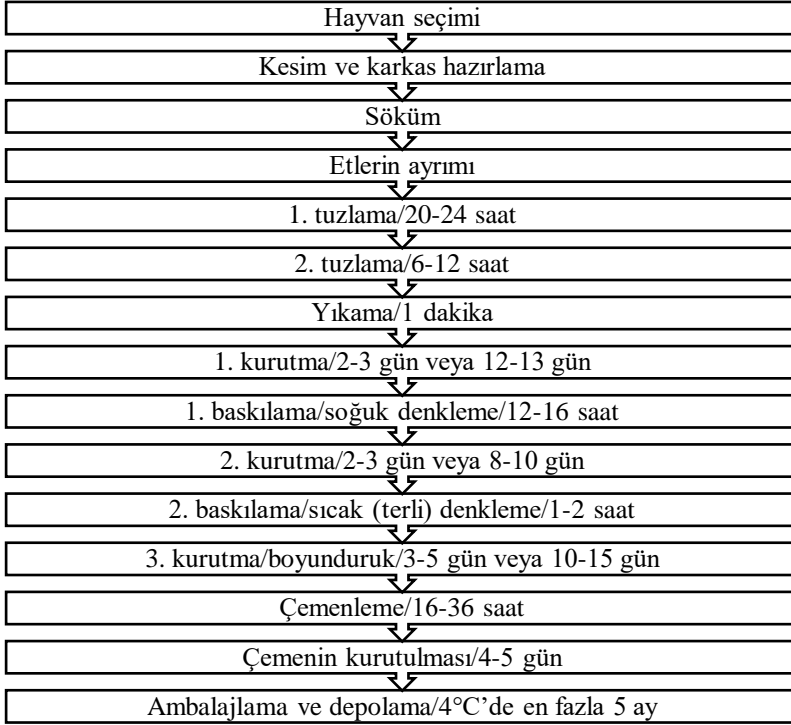 Hayvan seçimi
Kesim ve karkas hazırlama
Söküm
Etlerin ayrımı
1. tuzlama/20-24 saat
2. tuzlama/6-12 saat
Yıkama/1 dakika
1. kurutma/2-3 gün veya 12-13 gün
1. baskılama/soğuk denkleme/12-16 saat
2. kurutma/2-3 gün veya 8-10 gün
2. baskılama/sıcak (terli) denkleme/1-2 saat
3. kurutma/boyunduruk/3-5 gün veya 10-15 gün
Çemenleme/16-36 saat
Çemenin kurutulması/4-5 gün
Ambalajlama ve depolama/4°C’de en fazla 5 ay